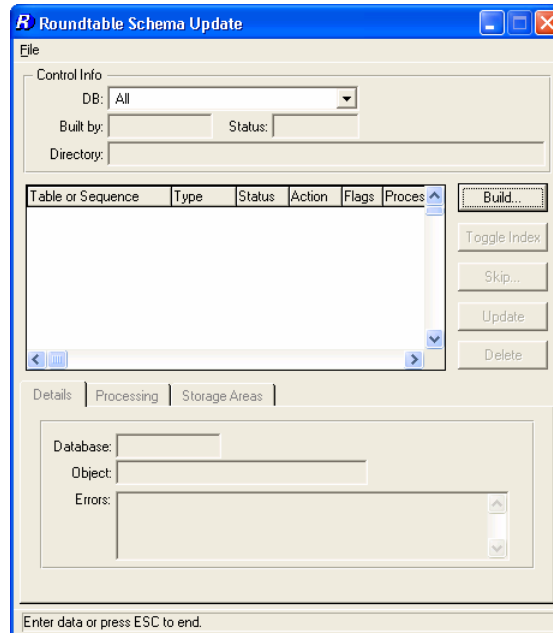 R Roundtable Schema Update
File
Control Info
DB: All
Built by: Status:
Directory:
Table or Sequence Type Status Action Flags Proces
Build...
Toggle Index
Skip...
Update
Delete
Details Processing Storage Areas
Database:
Object:
Errors:
Enter data or press ESC to end.